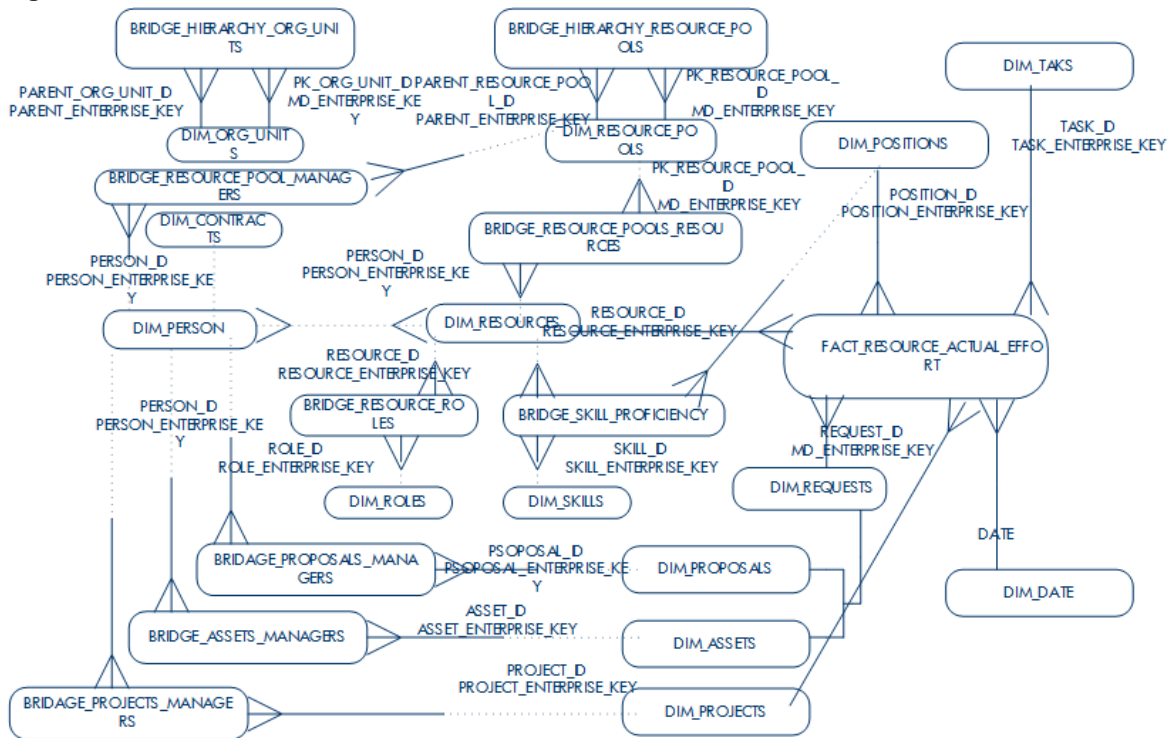 BRIDGE_HIERARCHY_ORG_UNI
TS
BRIDGE_HIERARCHY_RESOURCE_PO
OLS
DIM_TAKS
PARENT_ORG_UNIT_ID
PARENT_ENTERPRISE_KEY
PK_ORG_UNIT_ID
MD_ENTERPRISE_KE
Y
PARENT_RESOURCE_POO
L_ID
PARENT_ENTERPRISE_KEY
PK_RESOURCE_POOL_
ID
MD_ENTERPRISE_KEY
DIM_ORG_UNIT
S
DIM_RESOURCE_PO
OLS
DIM_POSITIONS
TASK_ID
TASK_ENTERPRISE_KEY
BRIDGE_RESOURCE_POOL_MANAG
ERS
PK_RESOURCE_POOL_
ID
MD_ENTERPRISE_KEY
POSITION_ID
POSITION_ENTERPRISE_KEY
DIM_CONTRAC
TS
BRIDGE_RESOURCE_POOLS_RESOU
RCES
PERSON_ID
PERSON_ENTERPRISE_KE
Y
PERSON_ID
PERSON_ENTERPRISE_KE
Y
DIM_PERSON
DIM_RESOURCES
RESOURCE_ID
RESOURCE_ENTERPRISE_KEY
FACT_RESOURCE_ACTUAL_EFFO
RT
RESOURCE_ID
RESOURCE_ENTERPRISE_KEY
PERSON_ID
PERSON_ENTERPRISE_KE
Y
BRIDGE_RESOURCE_RO
LES
BRIDGE_SKILL_PROFICIENCY
REQUEST_ID
MD_ENTERPRISE_KEY
ROLE_ID
ROLE_ENTERPRISE_KEY
SKILL_ID
SKILL_ENTERPRISE_KEY
DIM_ROLES
DIM_SKILLS
DIM_REQUESTS
DATE
BRIDAGE_PROPOSALS_MANA
GERS
PSOPOSAL_ID
PSOPOSAL_ENTERPRISE_KE
Y
DIM_PROPOSALS
DIM_DATE
BRIDGE_ASSETS_MANAGERS
ASSET_ID
ASSET_ENTERPRISE_KEY
DIM_ASSETS
BRIDAGE_PROJECTS_MANAGE
RS
PROJECT_ID
PROJECT_ENTERPRISE_KEY
DIM_PROJECTS